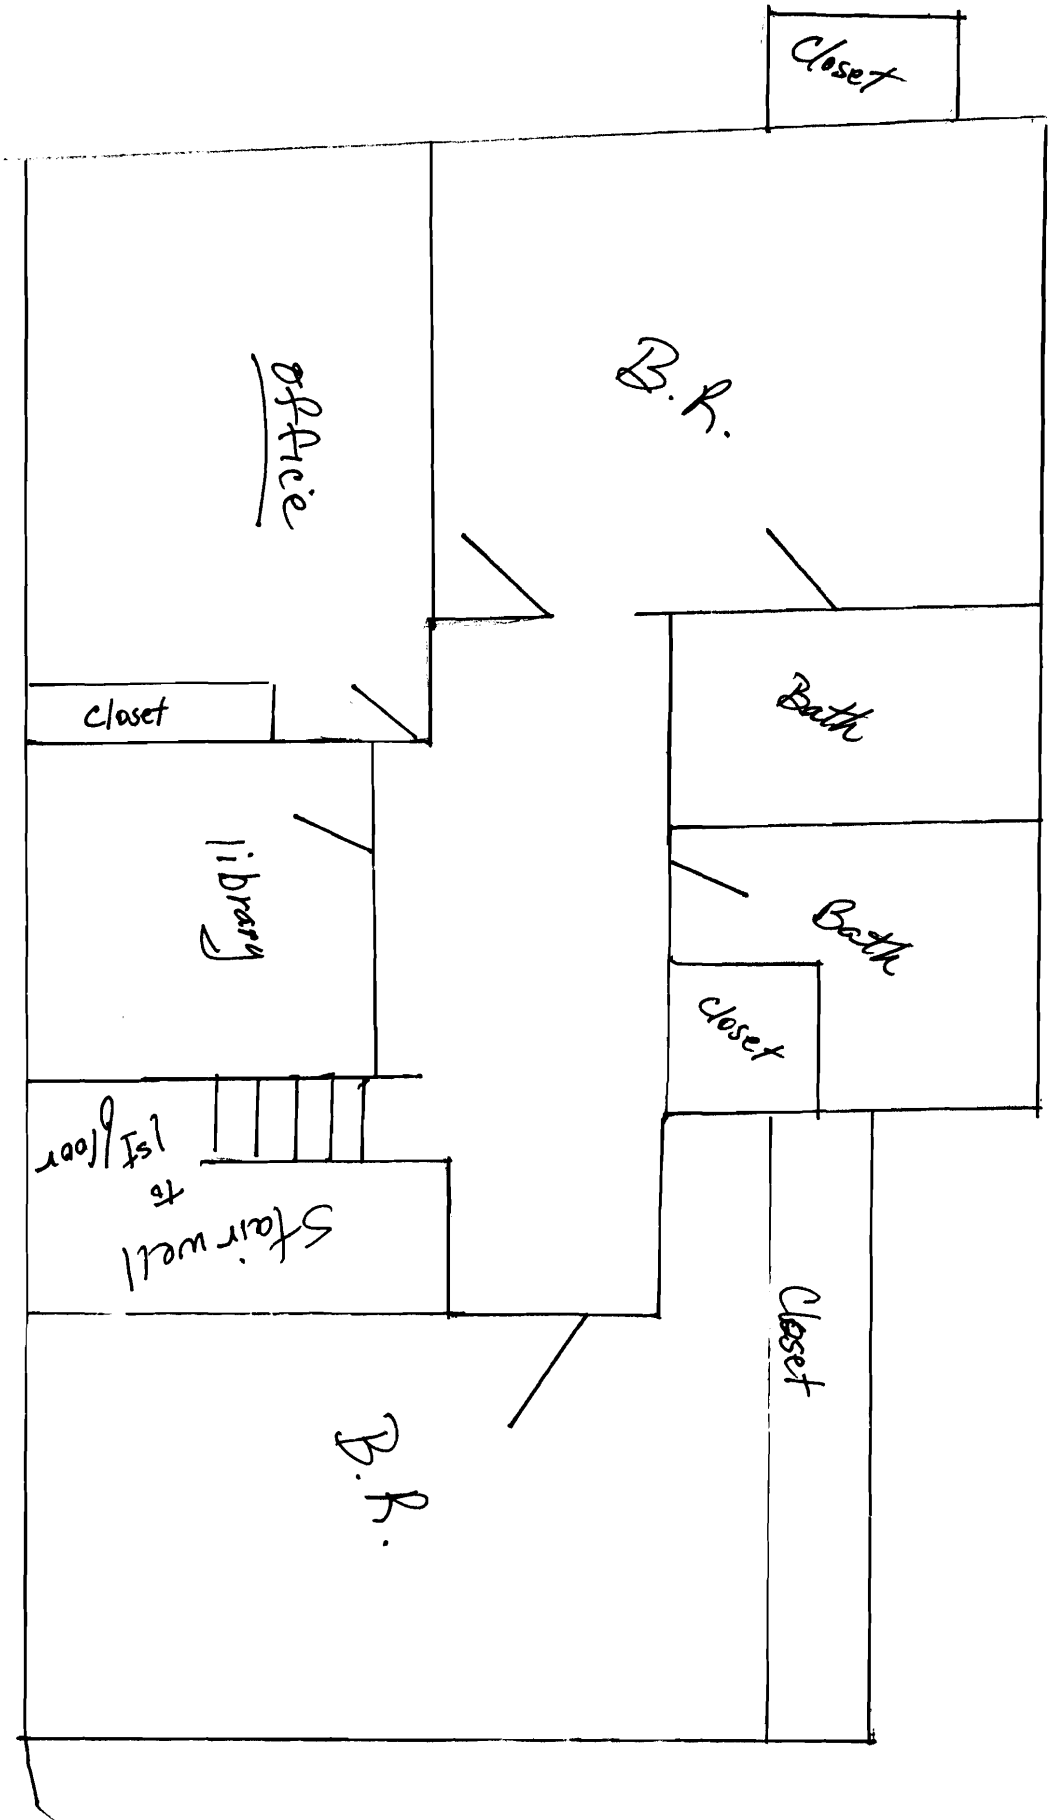 Closet
B.R.
office
Closet
Bath
library
Bath
Closet
Stairwell
to
1st floor
Closet
B.R.